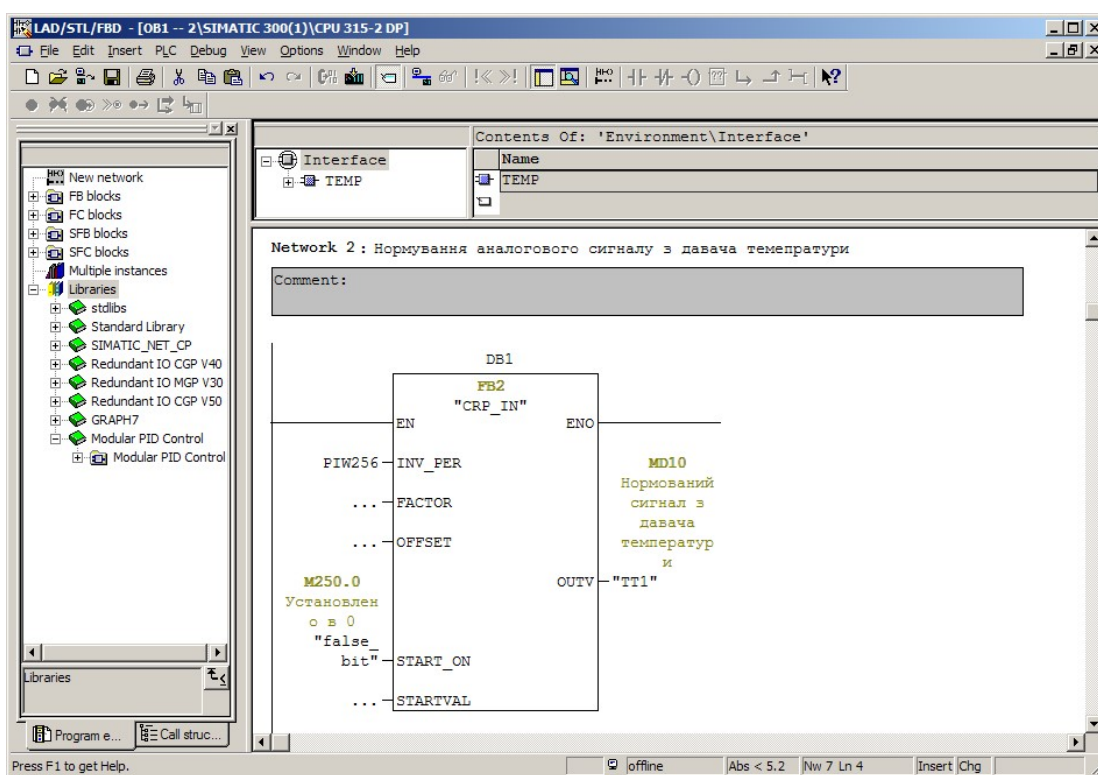 LAD/STL/FBD - [OB1 -- 2\SIMATIC 300(1)\CPU 315-2 DP]
File Edit Insert PLC Debug View Options Window Help
New network
FB blocks
FC blocks
SFB blocks
SFC blocks
Multiple instances
Libraries
stdlibs
Standard Library
SIMATIC_NET_CP
Redundant IO CGP V40
Redundant IO MGP V30
Redundant IO CGP V50
GRAPH7
Modular PID Control
Modular PID Control
Libraries
Program e...
Call struc...
Contents Of: 'Environment\Interface'
Interface
TEMP
Name
TEMP
Network 2 : Нормування аналогового сигналу з давача темепратури
Comment:
DB1
FB2
"CRP_IN"
EN ENO
PIW256 INV_PER
... FACTOR
... OFFSET
MD10
Нормований
сигнал з
давача
температур
и
OUTV "TT1"
M250.0
Установлен
о в 0
"false_
bit" START_ON
... STARTVAL
Press F1 to get Help.
offline
Abs < 5.2
Nw 7 Ln 4
Insert
Chg